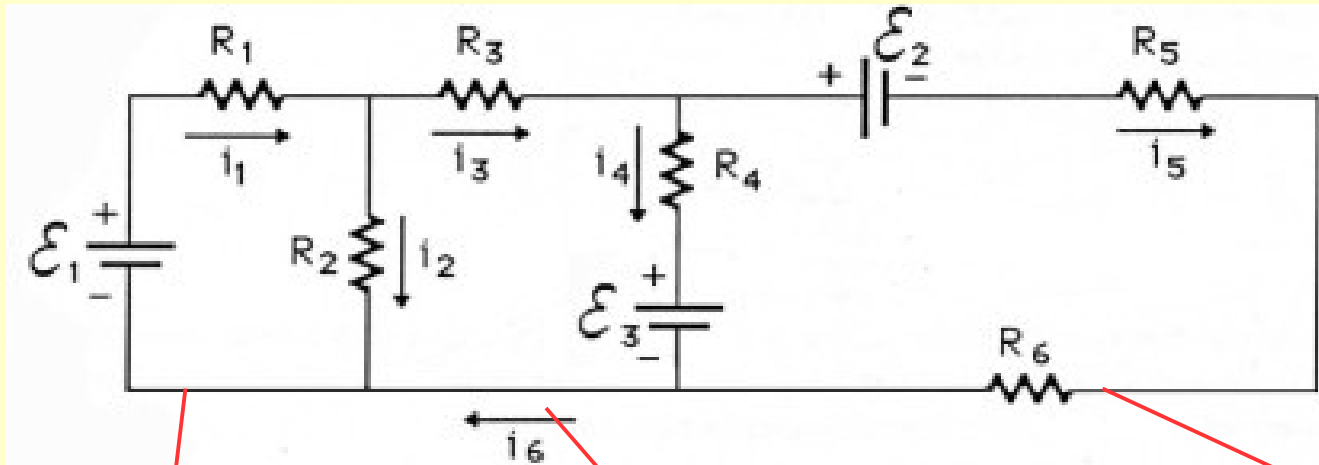 R1
R3
ℰ2
R5
+
-
i1
i3
i4
R4
i5
+
ℰ1
-
R2
i2
+
ℰ3
-
R6
i6